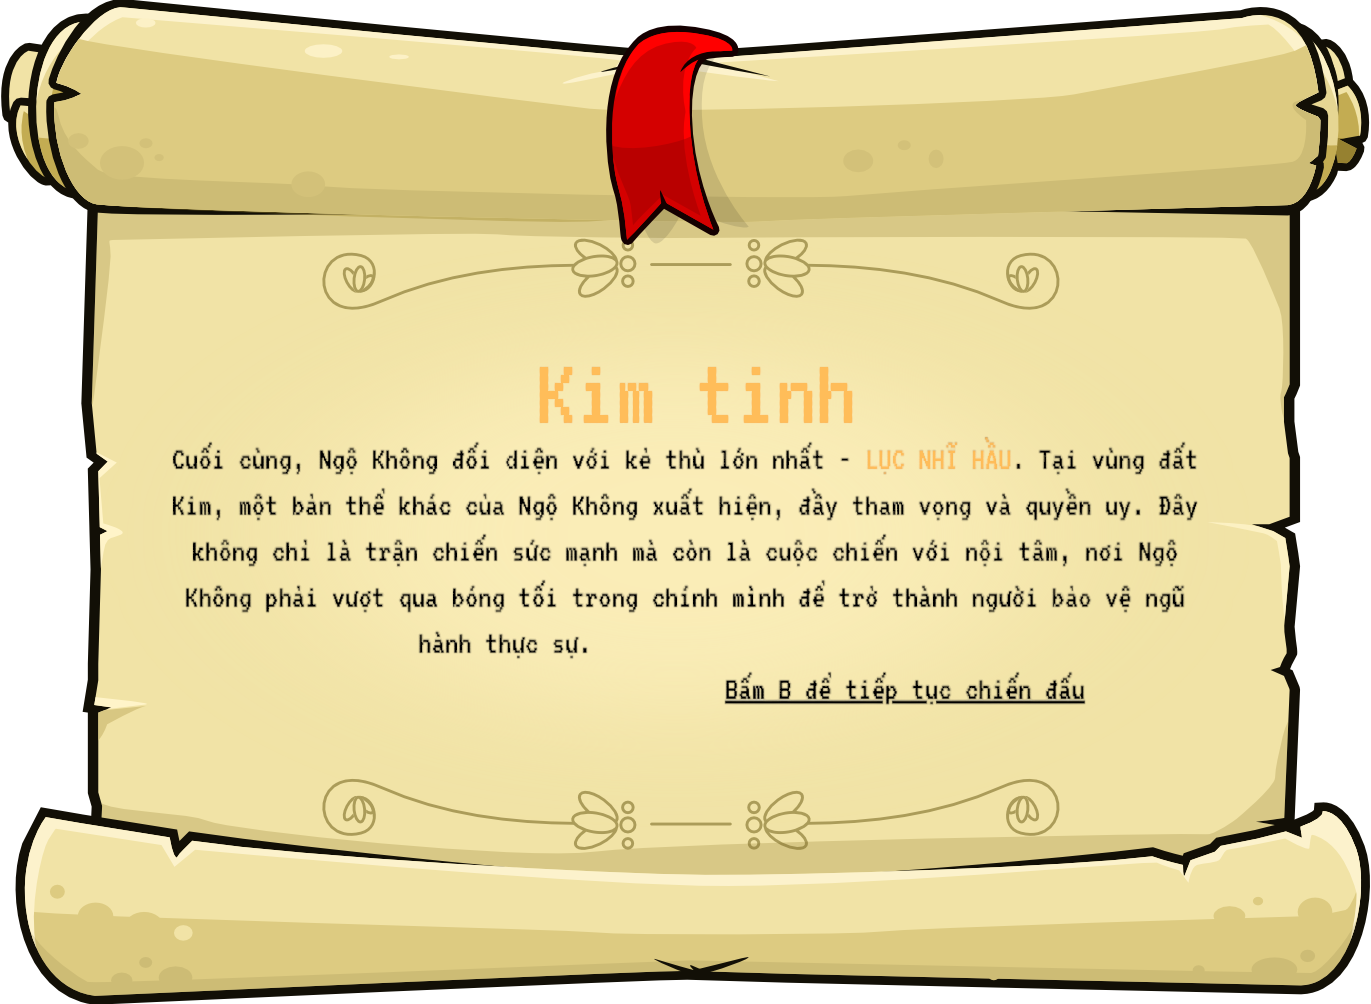 Kim tinh
Cuối cùng, Ngộ Không đối diện với kẻ thù lớn nhất - LỤC NHĨ HẦU. Tại vùng đất
Kim, một bản thể khác của Ngộ Không xuất hiện, đầy tham vọng và quyền uy. Đây
không chỉ là trận chiến sức mạnh mà còn là cuộc chiến với nội tâm, nơi Ngộ
Không phải vượt qua bóng tối trong chính mình để trở thành người bảo vệ ngũ
hành thực sự.
Bấm B để tiếp tục chiến đấu